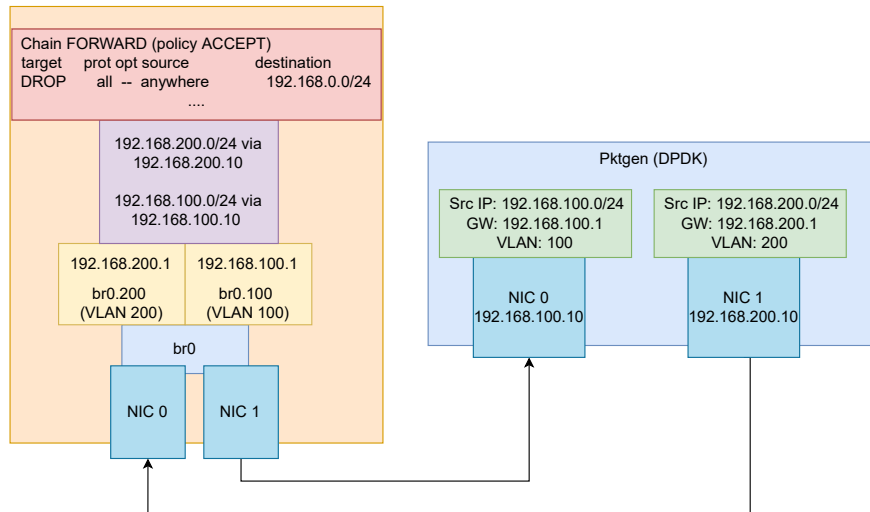 Chain FORWARD (policy ACCEPT)
target prot opt source destination
DROP all -- anywhere 192.168.0.0/24
....
192.168.200.0/24 via
192.168.200.10
192.168.100.0/24 via
192.168.100.10
192.168.200.1
br0.200
(VLAN 200)
192.168.100.1
br0.100
(VLAN 100)
br0
NIC 0
NIC 1
Pktgen (DPDK)
Src IP: 192.168.100.0/24
GW: 192.168.100.1
VLAN: 100
Src IP: 192.168.200.0/24
GW: 192.168.200.1
VLAN: 200
NIC 0
192.168.100.10
NIC 1
192.168.200.10